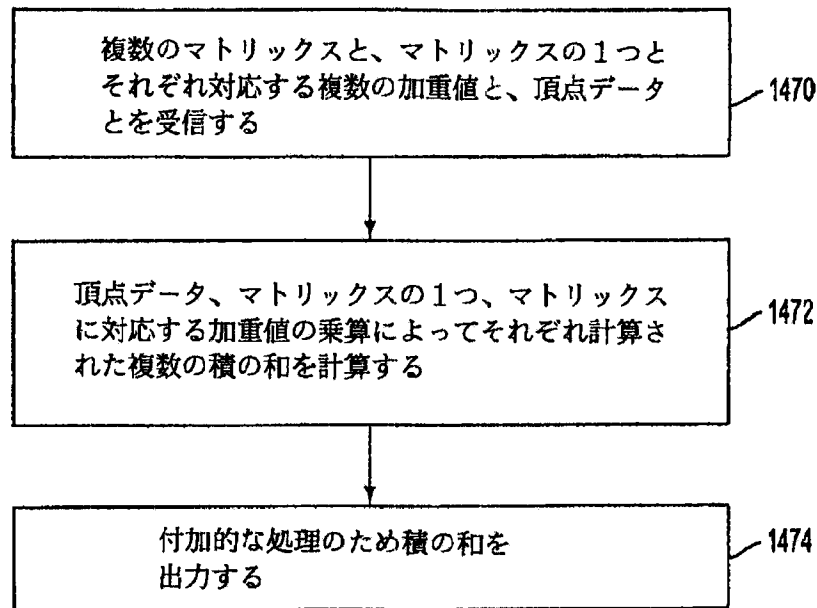 複数のマトリックスと、マトリックスの１つと
それぞれ対応する複数の加重値と、頂点データ
とを受信する
1470
頂点データ、マトリックスの１つ、マトリックス
に対応する加重値の乗算によってそれぞれ計算さ
れた複数の積の和を計算する
1472
付加的な処理のため積の和を
出力する
1474